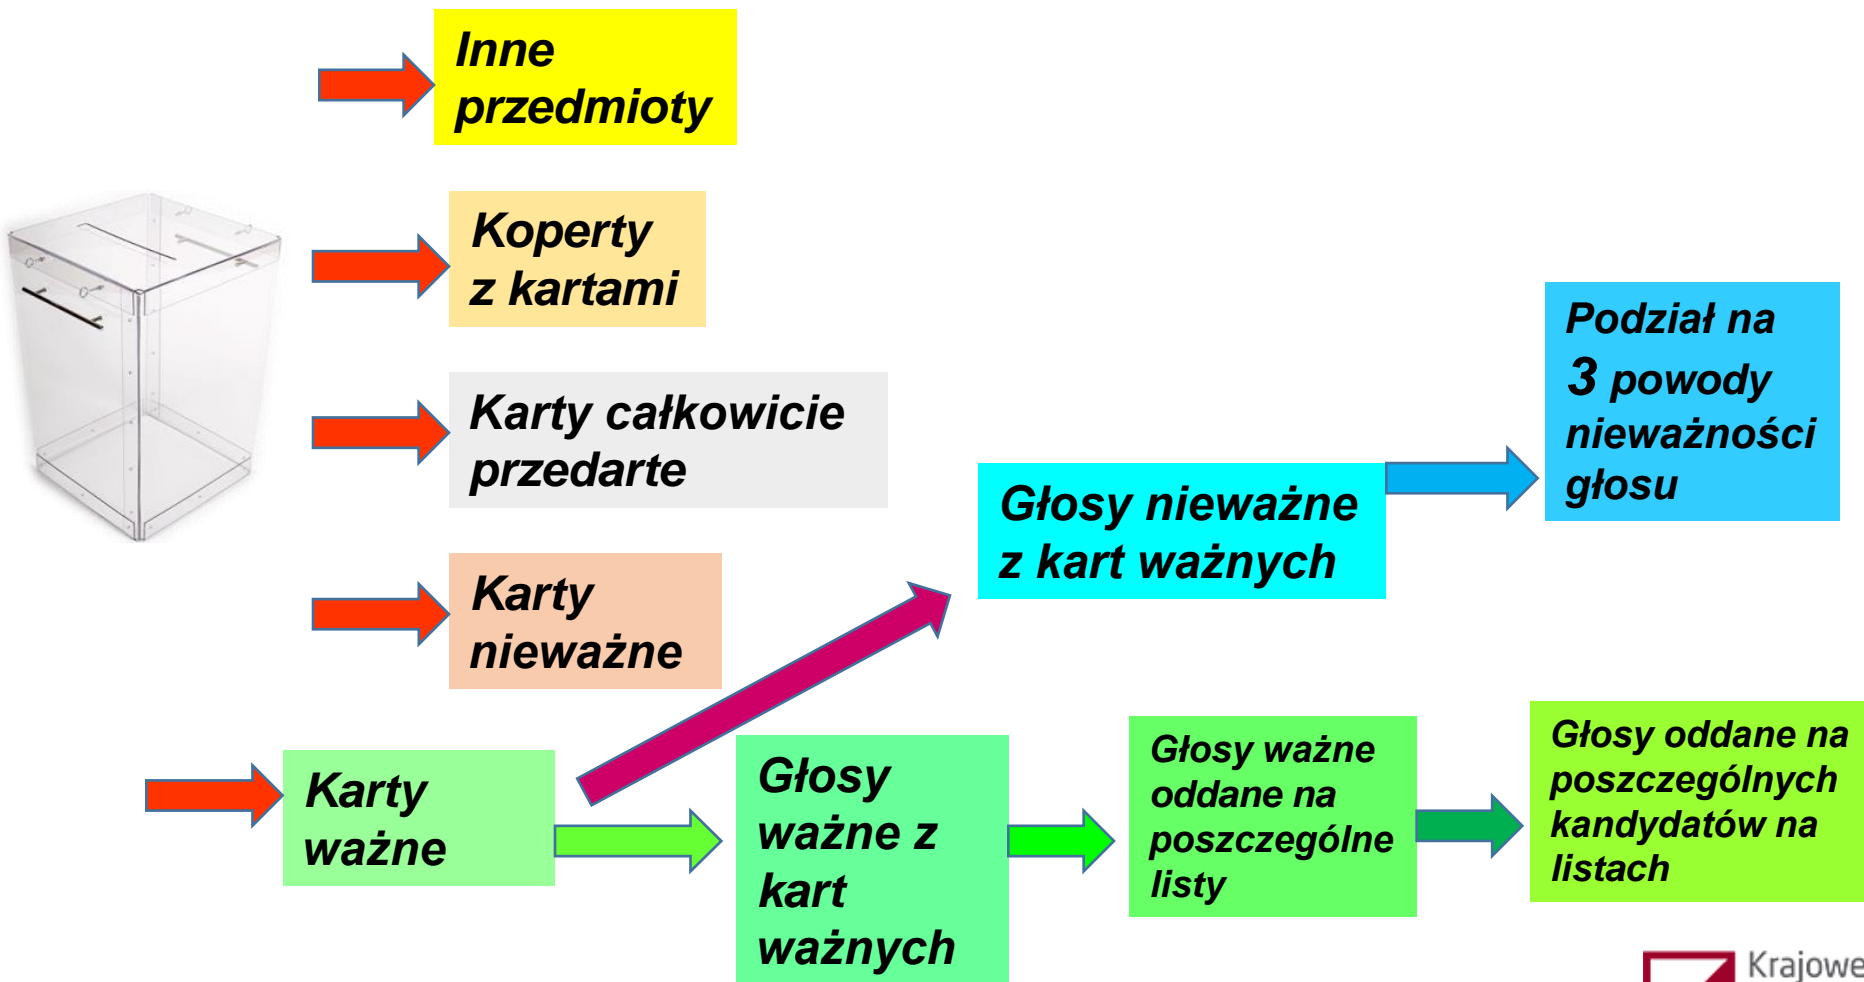 Inne
przedmioty
Koperty
z kartami
Karty całkowicie
przedarte
Karty
nieważne
Karty
ważne
Głosy nieważne
z kart ważnych
Podział na
3 powody
nieważności
głosu
Głosy
ważne z
kart
ważnych
Głosy ważne
oddane na
poszczególne
listy
Głosy oddane na
poszczególnych
kandydatów na
listach
Krajowe